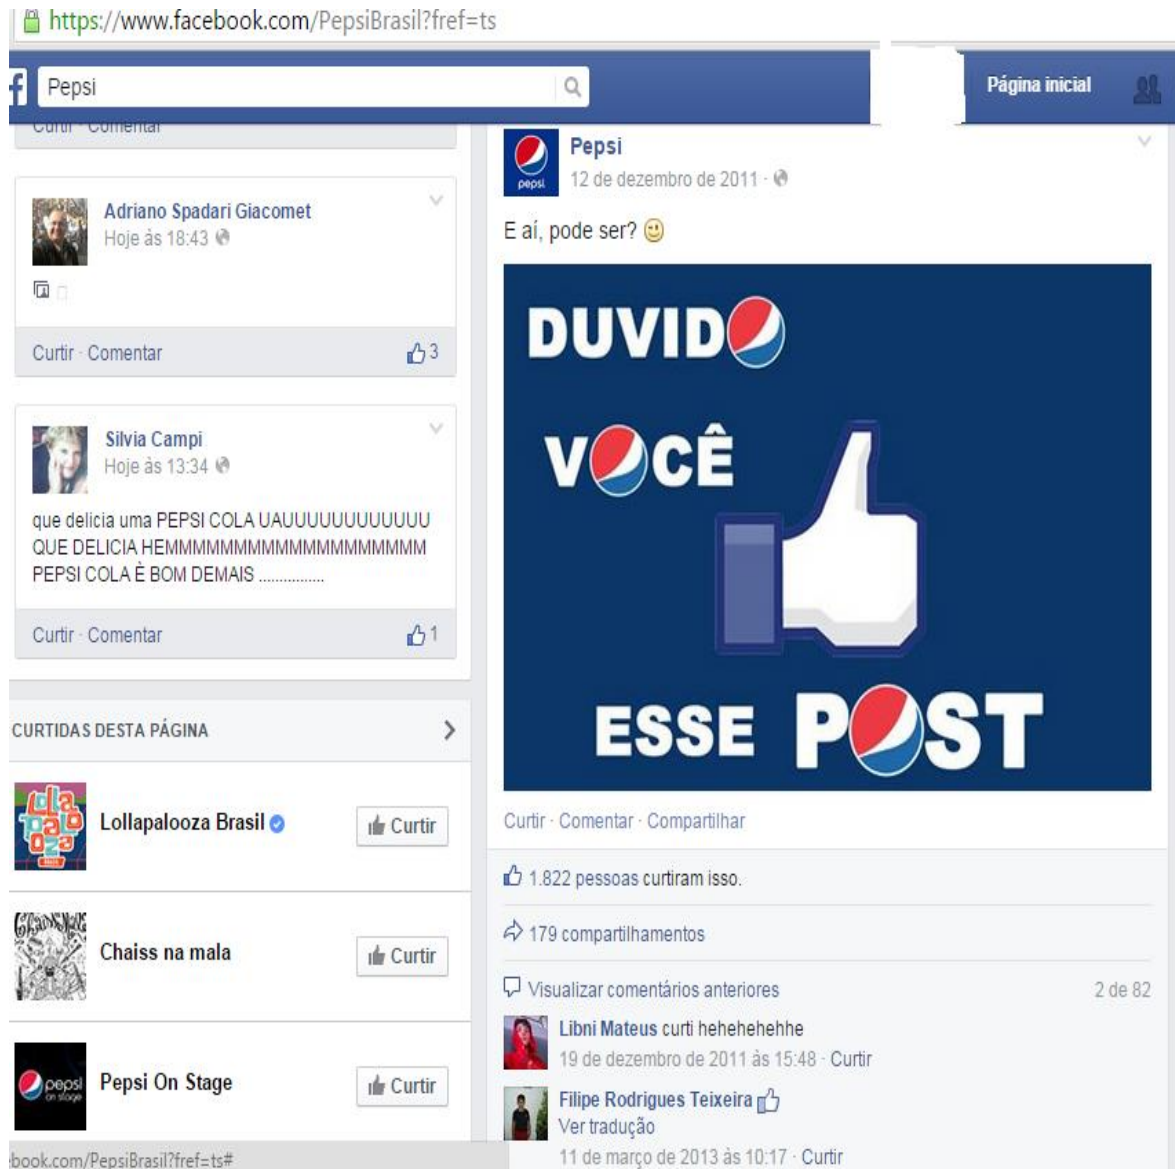 https://www.facebook.com/PepsiBrasil?fref=ts
Pepsi
Página inicial
Curtir · Comentar
Adriano Spadari Giacomet
Hoje às 18:43
Curtir · Comentar
3
Silvia Campi
Hoje às 13:34
que delicia uma PEPSI COLA UAUUUUUUUUUUUU
QUE DELICIA HEMMMMMMMMMMMMMMMMMMM
PEPSI COLA È BOM DEMAIS ................
Curtir · Comentar
1
CURTIDAS DESTA PÁGINA
Lollapalooza Brasil
Curtir
Chaiss na mala
Curtir
pepsi
on stage
Pepsi On Stage
Curtir
ebook.com/PepsiBrasil?fref=ts#
pepsi
Pepsi
12 de dezembro de 2011 ·
E aí, pode ser?
DUVIDO
VOCÊ
ESSE POST
Curtir · Comentar · Compartilhar
1.822 pessoas curtiram isso.
179 compartilhamentos
Visualizar comentários anteriores
2 de 82
Libni Mateus curti hehehehehhe
19 de dezembro de 2011 às 15:48 · Curtir
Filipe Rodrigues Teixeira
Ver tradução
11 de março de 2013 às 10:17 · Curtir